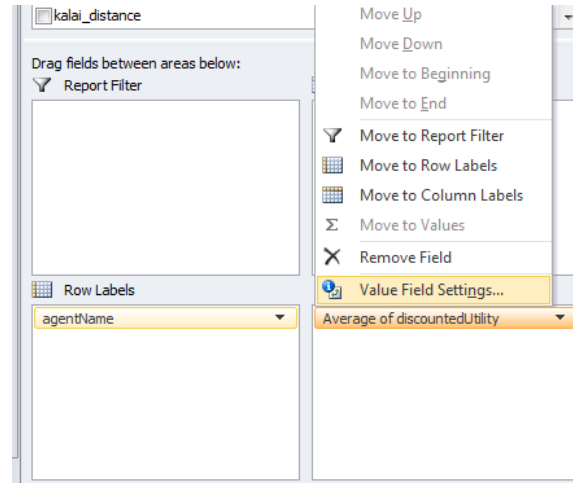 kalai_distance
Drag fields between areas below:
Report Filter
Move Up
Move Down
Move to Beginning
Move to End
Move to Report Filter
Move to Row Labels
Move to Column Labels
Σ Move to Values
Remove Field
Value Field Settings...
Row Labels
agentName
Average of discountedUtility